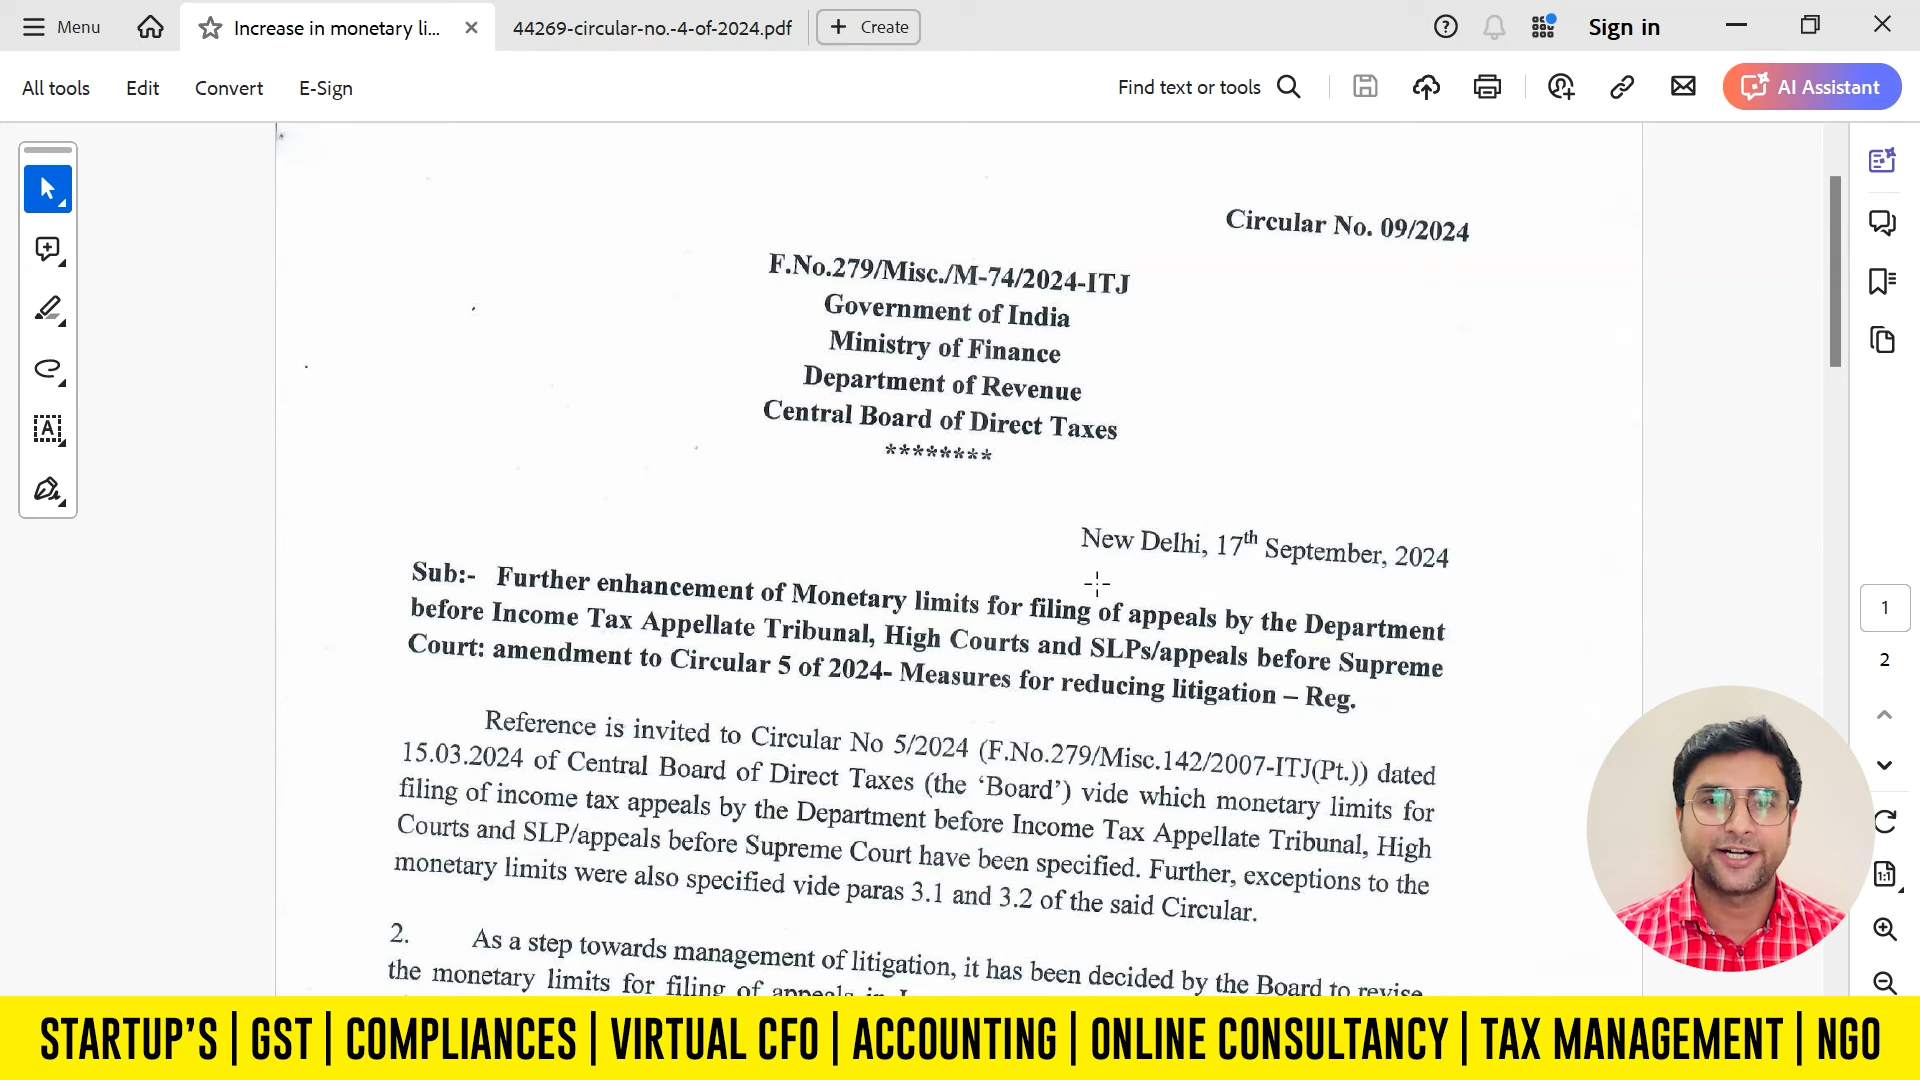 Menu
Increase in monetary li...
44269-circular-no.-4-of-2024.pdf
Create
Sign in
All tools
Edit
Convert
E-Sign
Find text or tools
AI Assistant
Circular No. 09/2024
F.No.279/Misc./M-74/2024-ITJ
Government of India
Ministry of Finance
Department of Revenue
Central Board of Direct Taxes
********
New Delhi, 17th September, 2024
Sub:- Further enhancement of Monetary limits for filing of appeals by the Department
before Income Tax Appellate Tribunal, High Courts and SLPs/appeals before Supreme
Court: amendment to Circular 5 of 2024- Measures for reducing litigation – Reg.
Reference is invited to Circular No 5/2024 (F.No.279/Misc.142/2007-ITJ(Pt.)) dated
15.03.2024 of Central Board of Direct Taxes (the ‘Board’) vide which monetary limits for
filing of income tax appeals by the Department before Income Tax Appellate Tribunal, High
Courts and SLP/appeals before Supreme Court have been specified. Further, exceptions to the
monetary limits were also specified vide paras 3.1 and 3.2 of the said Circular.
2. As a step towards management of litigation, it has been decided by the Board to revise
the monetary limits for filing of appeals in
1
2
STARTUP'S | GST | COMPLIANCES | VIRTUAL CFO | ACCOUNTING | ONLINE CONSULTANCY | TAX MANAGEMENT | NGO